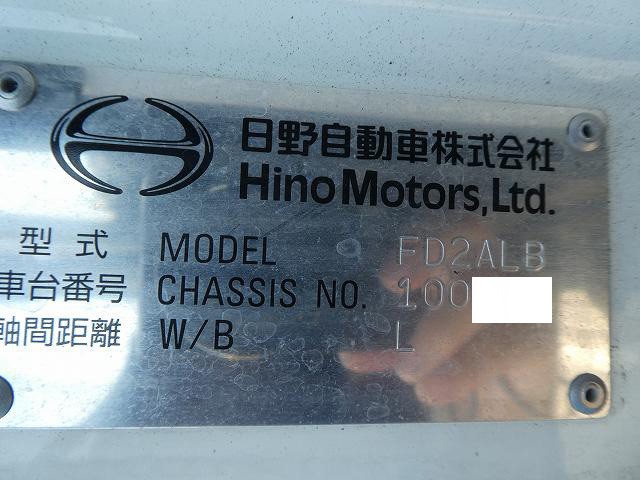 日野自動車株式会社
Hino Motors, Ltd.
型式 MODEL FD2ALB
車台番号 CHASSIS NO. 100
軸間距離 W/B L